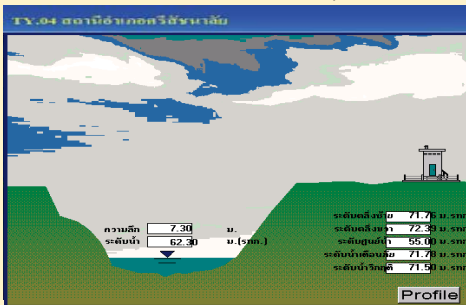 TY.04 สถานีอำเภอศรีสัชนาลัย
ความลึก 7.30 ม.
ระดับน้ำ 62.30 ม.(รทก.)
ระดับตลิ่งซ้าย 71.76 ม.รทก
ระดับตลิ่งขวา 72.39 ม.รทก
ระดับศูนย์เสา 55.00 ม.รทก
ระดับน้ำเตือนภัย 71.70 ม.รทก
ระดับน้ำวิกฤติ 71.50 ม.รทก
Profile